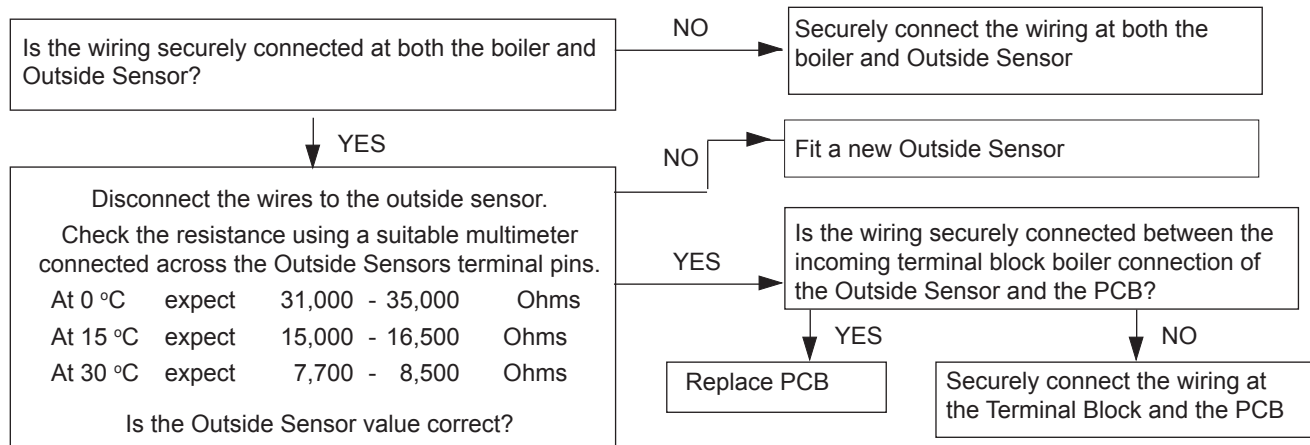 Is the wiring securely connected at both the boiler and
Outside Sensor?
NO
Securely connect the wiring at both the
boiler and Outside Sensor
YES
Disconnect the wires to the outside sensor.
Check the resistance using a suitable multimeter
connected across the Outside Sensors terminal pins.
At 0 °C expect 31,000 - 35,000 Ohms
At 15 °C expect 15,000 - 16,500 Ohms
At 30 °C expect 7,700 - 8,500 Ohms
Is the Outside Sensor value correct?
NO
Fit a new Outside Sensor
YES
Is the wiring securely connected between the
incoming terminal block boiler connection of
the Outside Sensor and the PCB?
YES
Replace PCB
NO
Securely connect the wiring at
the Terminal Block and the PCB